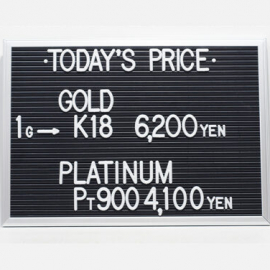 ·TODAY'S PRICE·
GOLD
1G→ K18 6,200YEN
PLATINUM
PT900 4,100YEN